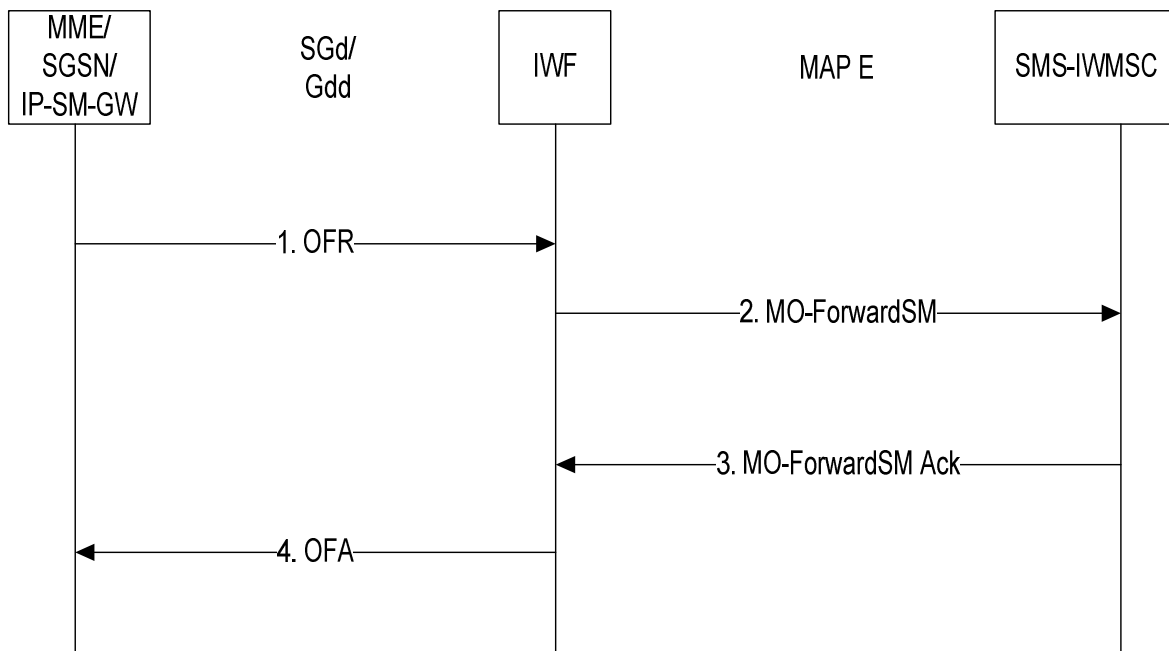 MME/
SGSN/
IP-SM-GW
SGd/
Gdd
IWF
MAP E
SMS-IWMSC
1. OFR
2. MO-ForwardSM
3. MO-ForwardSM Ack
4. OFA